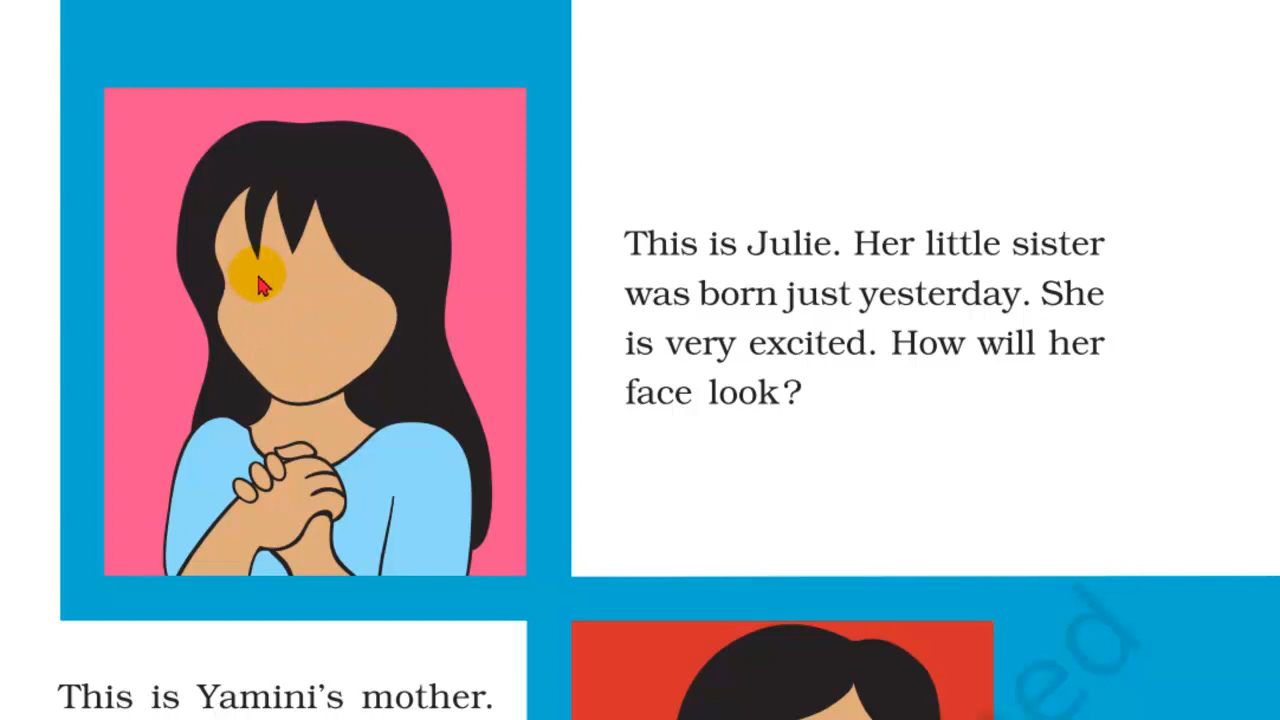 This is Julie. Her little sister
was born just yesterday. She
is very excited. How will her
face look?
This is Yamini’s mother.